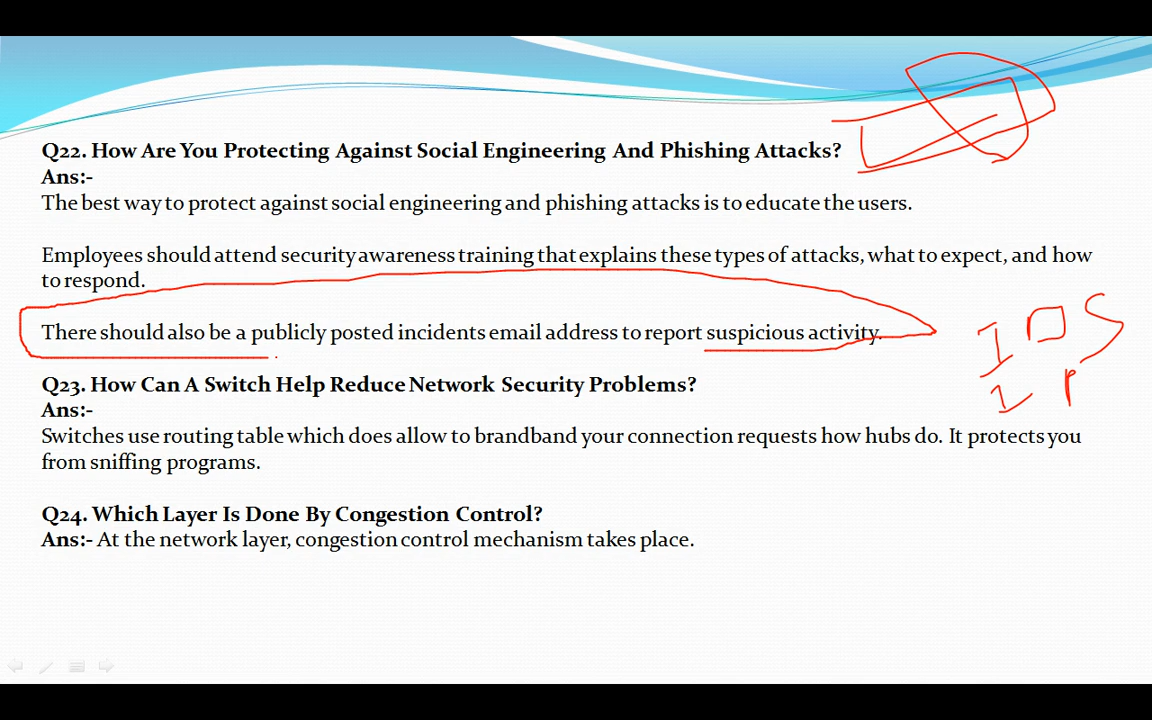 Q22. How Are You Protecting Against Social Engineering And Phishing Attacks?
Ans:-
The best way to protect against social engineering and phishing attacks is to educate the users.
Employees should attend security awareness training that explains these types of attacks, what to expect, and how
to respond.
There should also be a publicly posted incidents email address to report suspicious activity.
IDS
IP
Q23. How Can A Switch Help Reduce Network Security Problems?
Ans:-
Switches use routing table which does allow to brandband your connection requests how hubs do. It protects you
from sniffing programs.
Q24. Which Layer Is Done By Congestion Control?
Ans:- At the network layer, congestion control mechanism takes place.